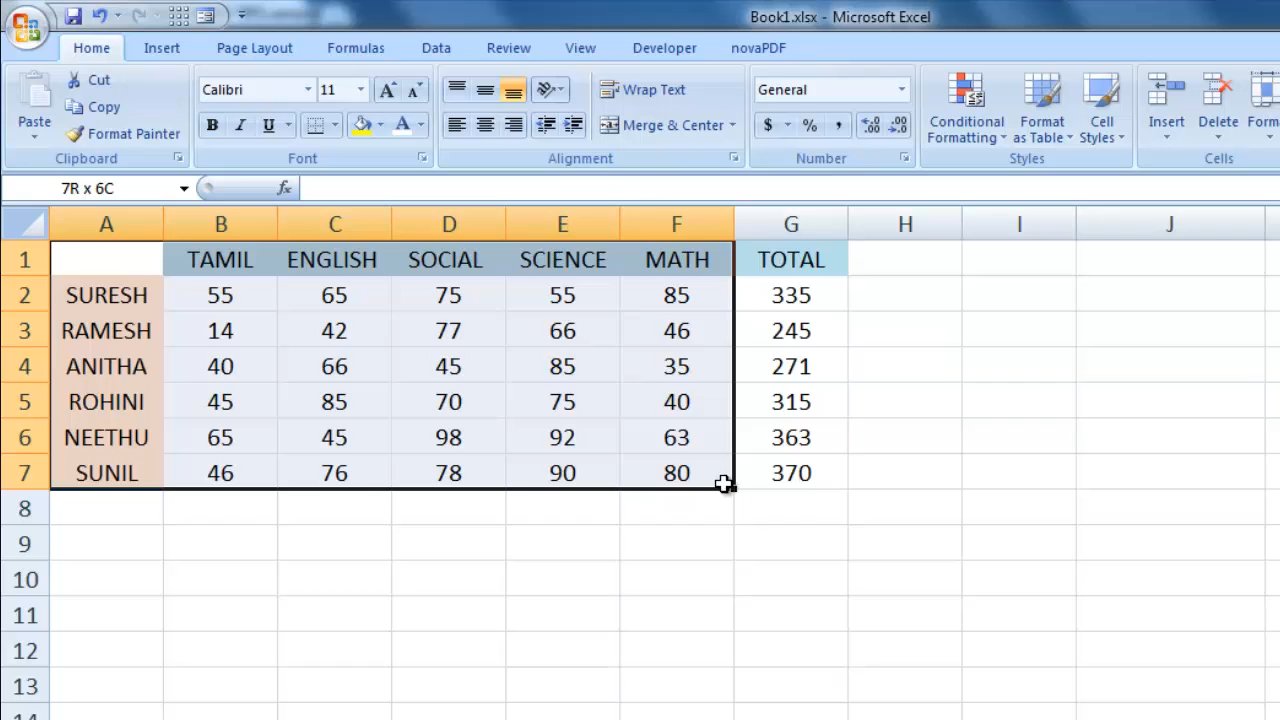 Book1.xlsx - Microsoft Excel
Home Insert Page Layout Formulas Data Review View Developer novaPDF
Paste Cut Copy Format Painter Clipboard
Calibri 11 B I U A A A Font
Wrap Text Merge & Center Alignment
General $ % , .00 .0 Number
Conditional Formatting Format as Table Cell Styles Styles
Insert Delete Cells
7R x 6C fx
A B C D E F G H I J
1 TAMIL ENGLISH SOCIAL SCIENCE MATH TOTAL
2 SURESH 55 65 75 55 85 335
3 RAMESH 14 42 77 66 46 245
4 ANITHA 40 66 45 85 35 271
5 ROHINI 45 85 70 75 40 315
6 NEETHU 65 45 98 92 63 363
7 SUNIL 46 76 78 90 80 370
8
9
10
11
12
13
14